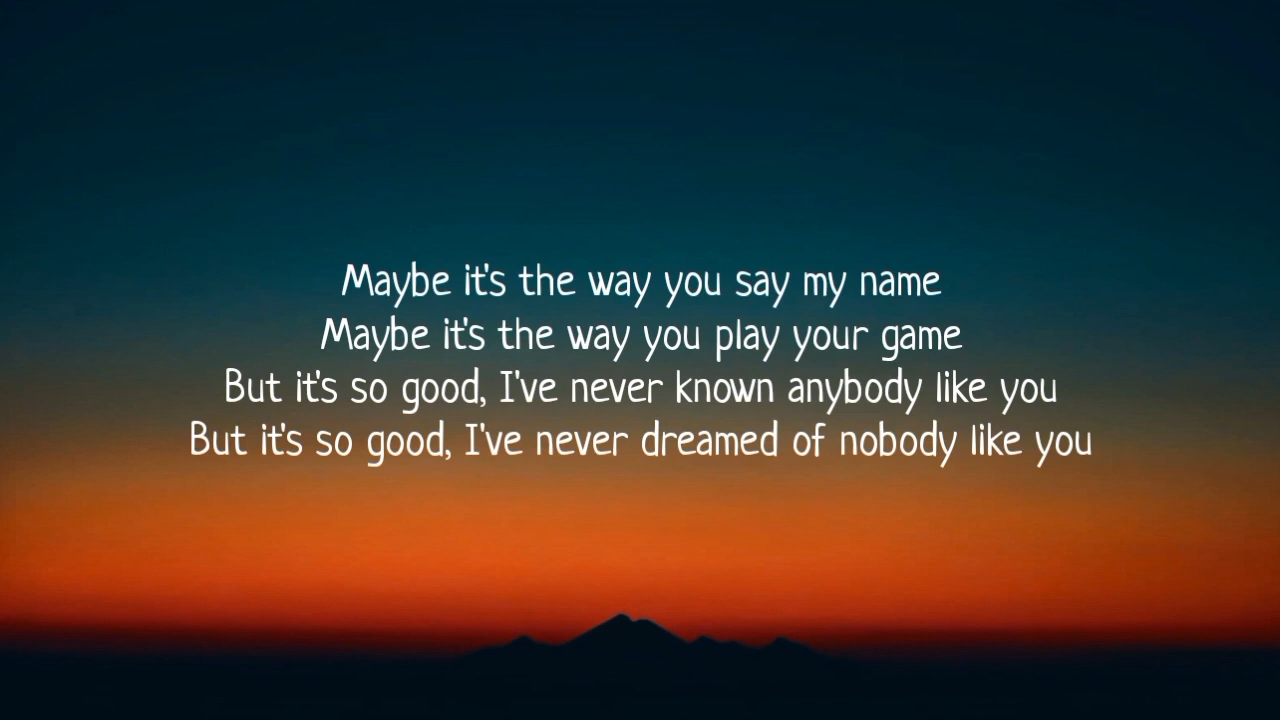 Maybe it's the way you say my name
Maybe it's the way you play your game
But it's so good, I've never known anybody like you
But it's so good, I've never dreamed of nobody like you